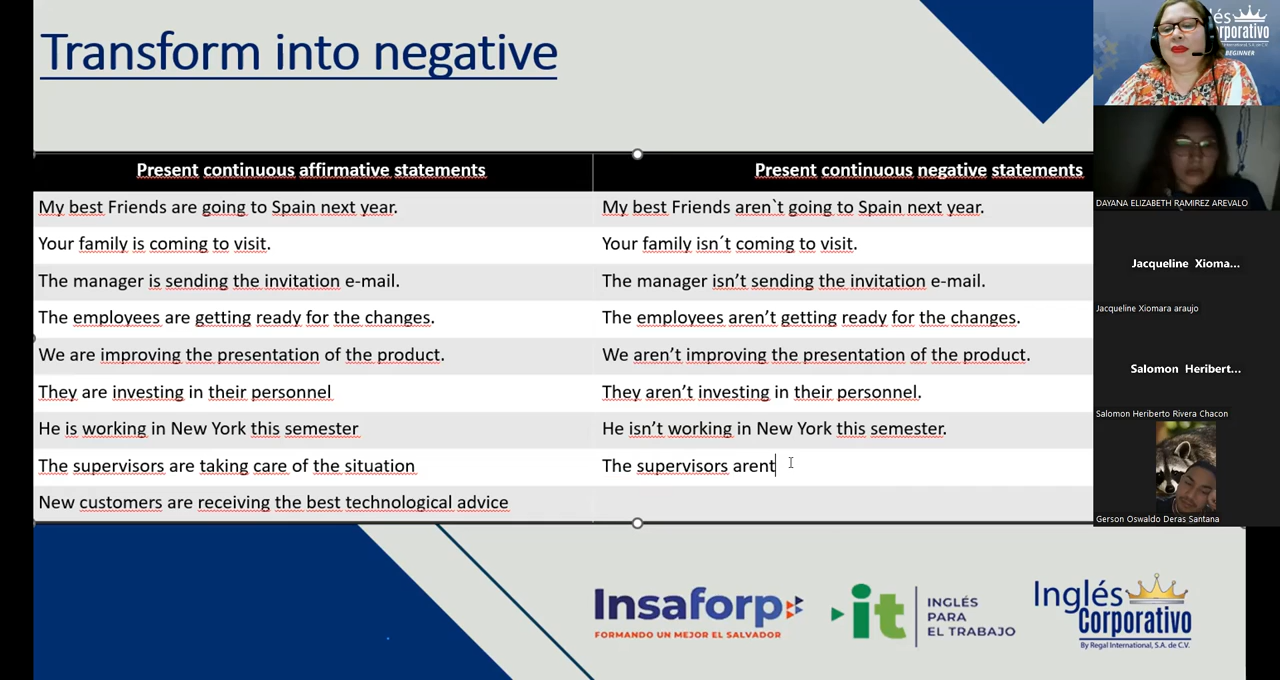 Transform into negative
Present continuous affirmative statements
Present continuous negative statements
My best Friends are going to Spain next year.
My best Friends aren`t going to Spain next year.
Your family is coming to visit.
Your family isn´t coming to visit.
The manager is sending the invitation e-mail.
The manager isn’t sending the invitation e-mail.
The employees are getting ready for the changes.
The employees aren’t getting ready for the changes.
We are improving the presentation of the product.
We aren’t improving the presentation of the product.
They are investing in their personnel
They aren’t investing in their personnel.
He is working in New York this semester
He isn’t working in New York this semester.
The supervisors are taking care of the situation
The supervisors arent
New customers are receiving the best technological advice
Insaforp
FORMANDO UN MEJOR EL SALVADOR
it
INGLÉS
PARA
EL TRABAJO
Inglés
Corporativo
By Regal International, S.A. de C.V.
BEGINNER
DAYANA ELIZABETH RAMIREZ AREVALO
Jacqueline Xioma...
Jacqueline Xiomara araujo
Salomon Heribert...
Salomon Heriberto Rivera Chacon
Gerson Oswaldo Deras Santana